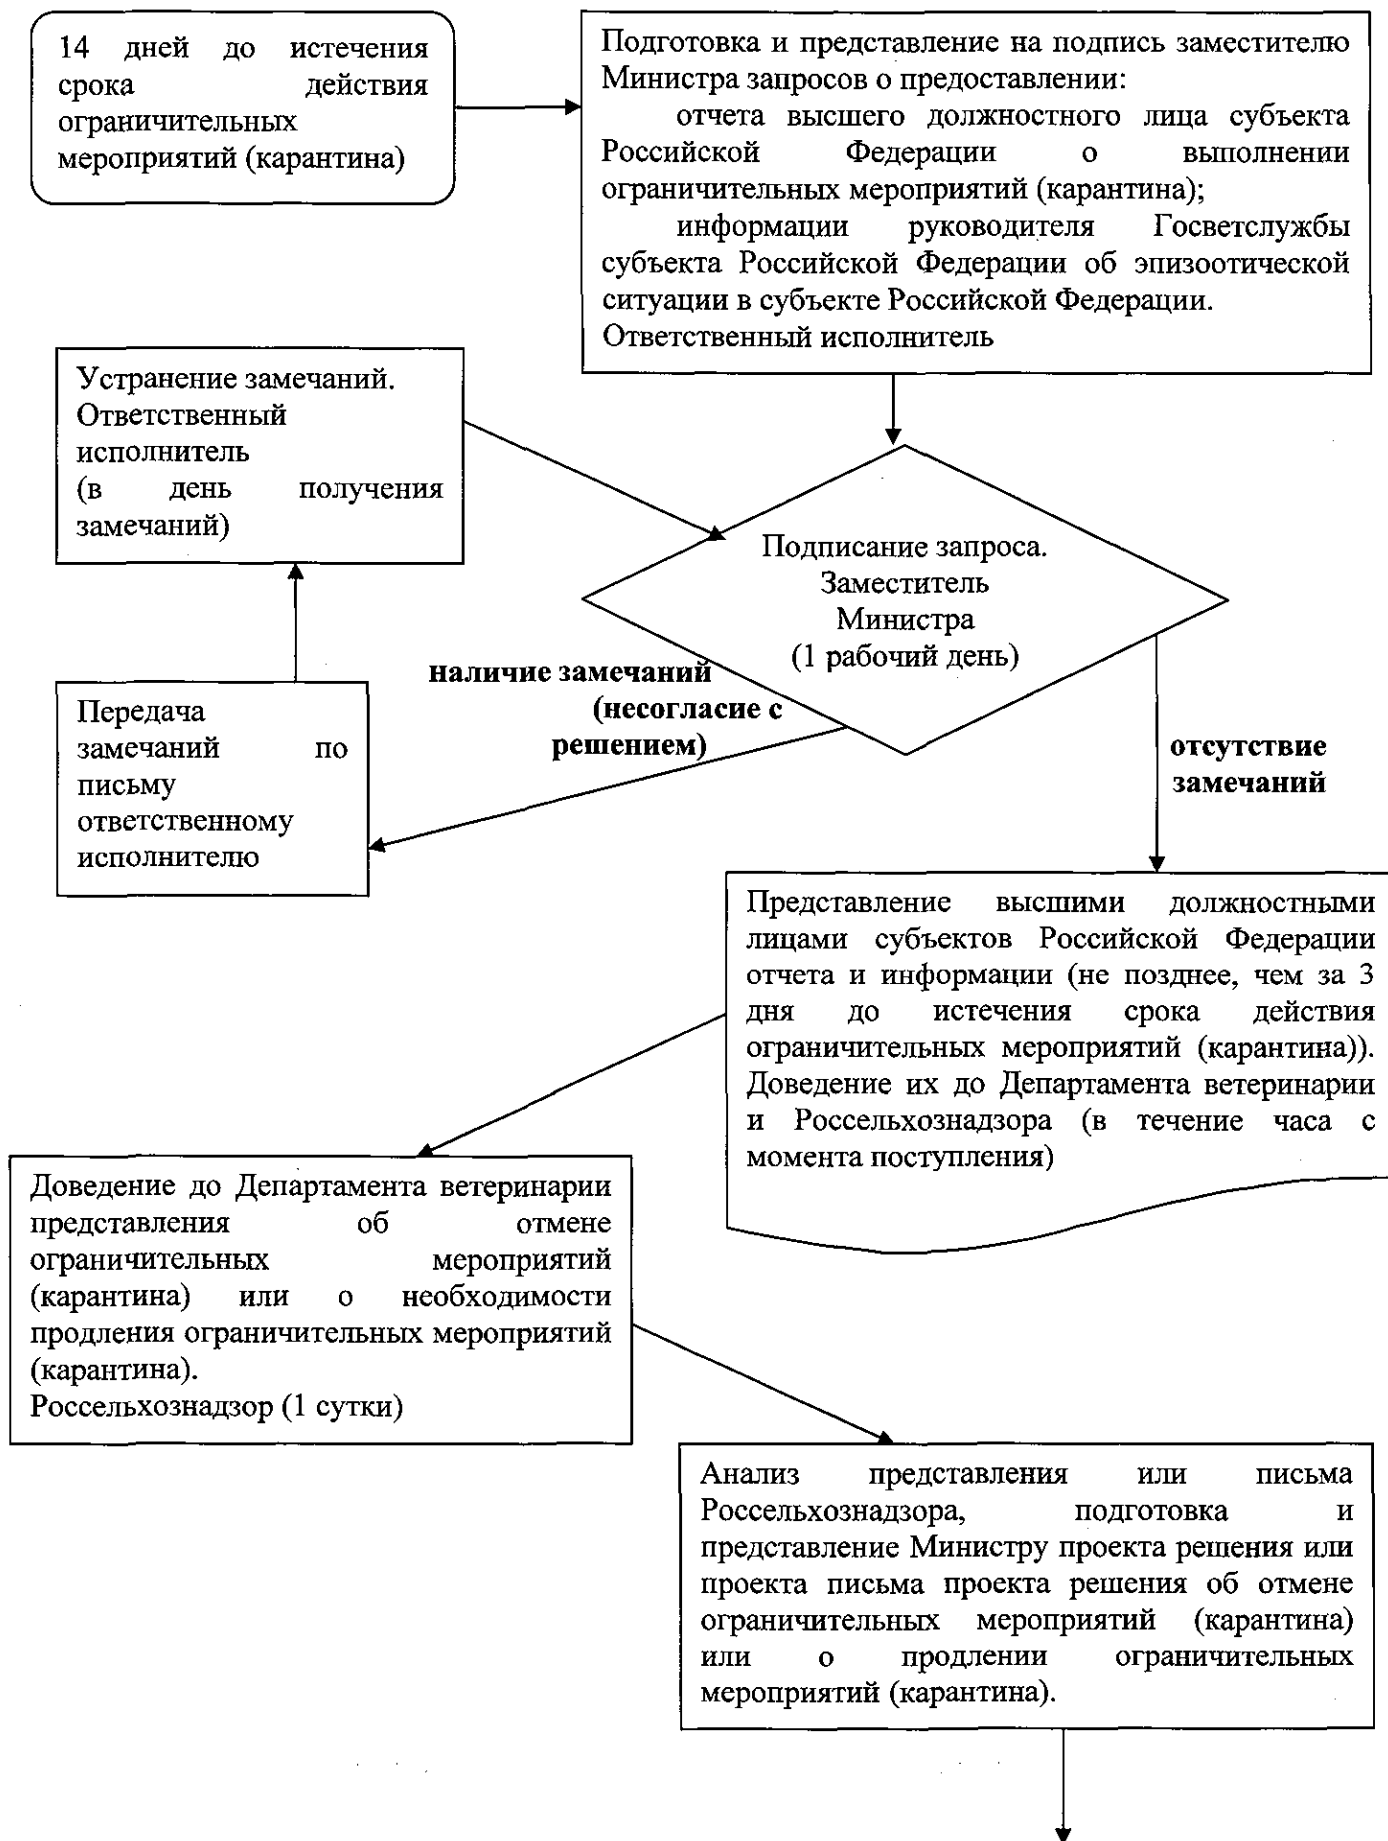 14 дней до истечения
срока действия
ограничительных
мероприятий (карантина)
Подготовка и представление на подпись заместителю
Министра запросов о предоставлении:
отчета высшего должностного лица субъекта
Российской Федерации о выполнении
ограничительных мероприятий (карантина);
информации руководителя Госветслужбы
субъекта Российской Федерации об эпизоотической
ситуации в субъекте Российской Федерации.
Ответственный исполнитель
Устранение замечаний.
Ответственный
исполнитель
(в день получения
замечаний)
Подписание запроса.
Заместитель
Министра
(1 рабочий день)
наличие замечаний
(несогласие с
решением)
Передача
замечаний по
письму
ответственному
исполнителю
отсутствие
замечаний
Представление высшими должностными
лицами субъектов Российской Федерации
отчета и информации (не позднее, чем за 3
дня до истечения срока действия
ограничительных мероприятий (карантина)).
Доведение их до Департамента ветеринарии
и Россельхознадзора (в течение часа с
момента поступления)
Доведение до Департамента ветеринарии
представления об отмене
ограничительных мероприятий
(карантина) или о необходимости
продления ограничительных мероприятий
(карантина).
Россельхознадзор (1 сутки)
Анализ представления или письма
Россельхознадзора, подготовка и
представление Министру проекта решения или
проекта письма проекта решения об отмене
ограничительных мероприятий (карантина)
или о продлении ограничительных
мероприятий (карантина).